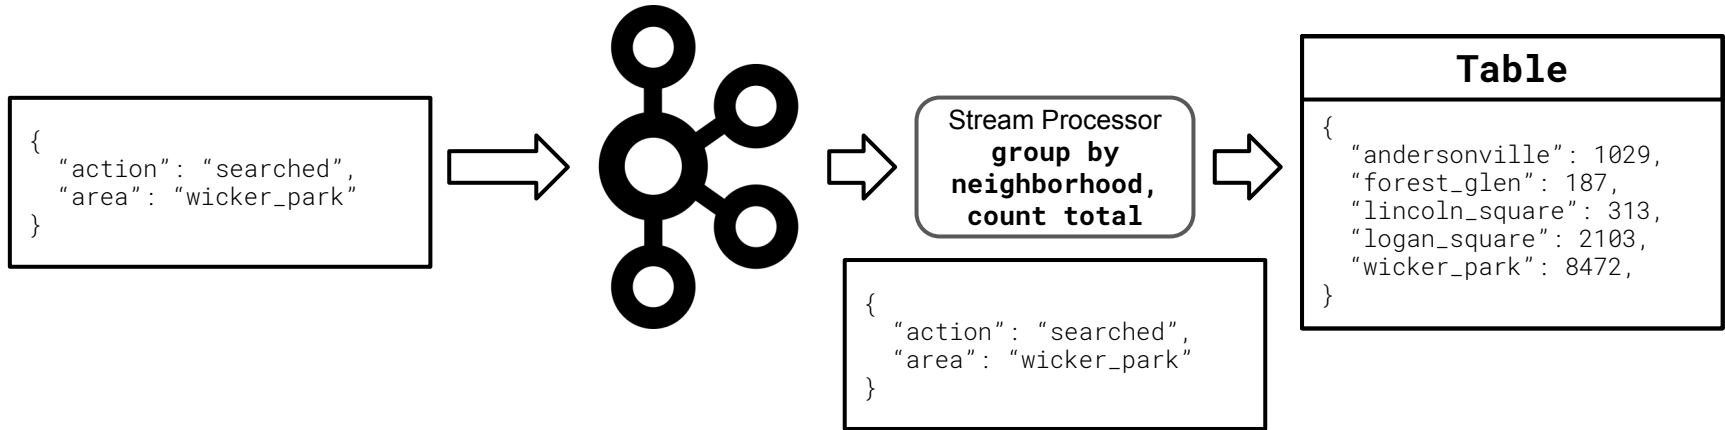 {
“action”: “searched”,
“area”: “wicker_park”
}
Stream Processor
group by
neighborhood,
count total
{
“action”: “searched”,
“area”: “wicker_park”
}
Table
{
“andersonville”: 1029,
“forest_glen”: 187,
“lincoln_square”: 313,
“logan_square”: 2103,
“wicker_park”: 8472,
}